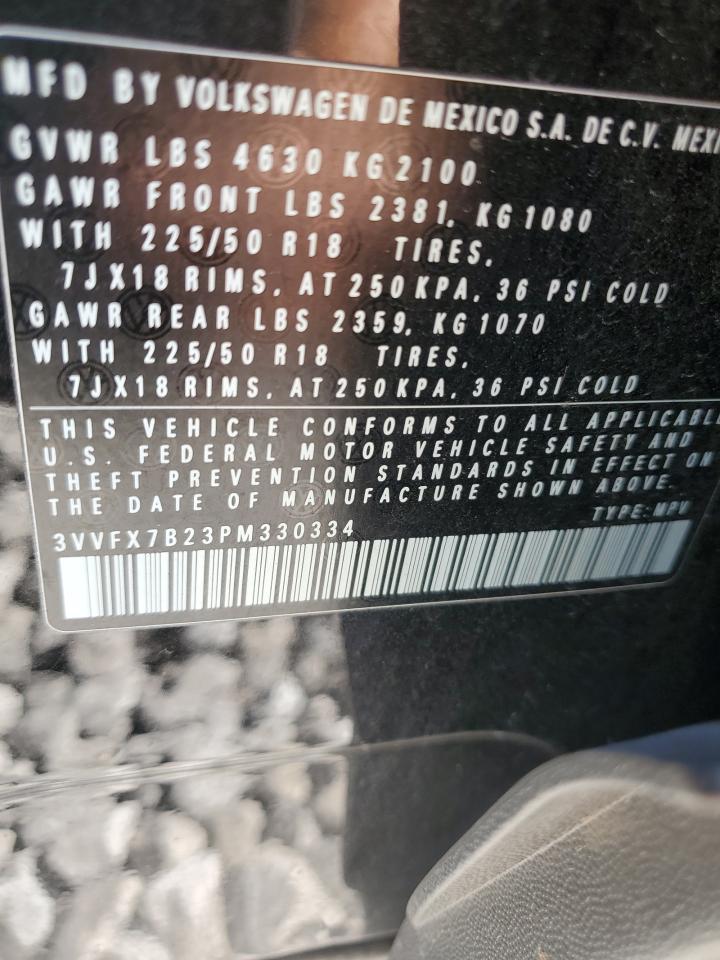 MFD BY VOLKSWAGEN DE MEXICO S.A. DE C.V. MEXI
GVWR LBS 4630 KG 2100
GAWR FRONT LBS 2381, KG 1080
WITH 225/50 R18 TIRES,
7JX18 RIMS, AT 250 KPA, 36 PSI COLD
GAWR REAR LBS 2359, KG 1070
WITH 225/50 R18 TIRES,
7JX18 RIMS, AT 250 KPA, 36 PSI COLD
THIS VEHICLE CONFORMS TO ALL APPLICABL
U.S. FEDERAL MOTOR VEHICLE SAFETY AND
THEFT PREVENTION STANDARDS IN EFFECT ON
THE DATE OF MANUFACTURE SHOWN ABOVE.
TYPE: MPV
3VVFX7B23PM330334